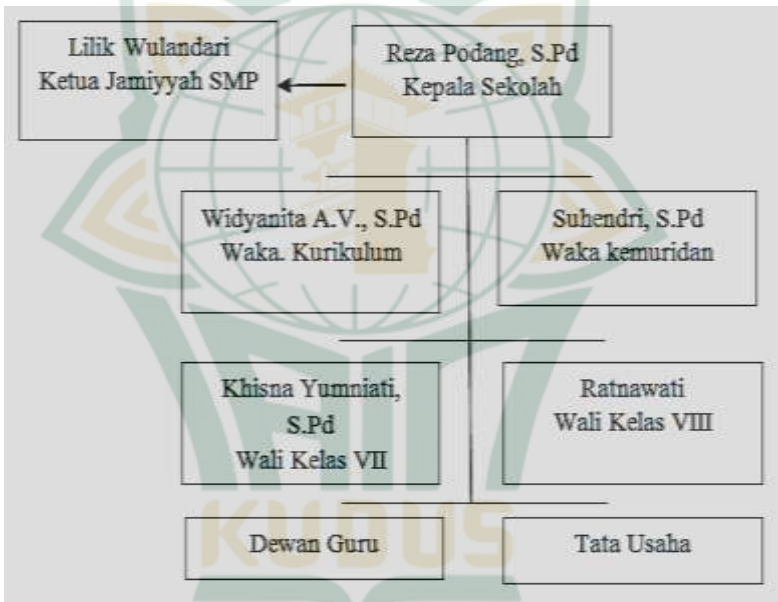 Lilik Wulandari
Ketua Jamiyyah SMP
Reza Podang, S.Pd
Kepala Sekolah
Widyanita A.V., S.Pd
Waka. Kurikulum
Suhendri, S.Pd
Waka kemuridan
Khisna Yumniati,
S.Pd
Wali Kelas VII
Ratnawati
Wali Kelas VIII
Dewan Guru
Tata Usaha
KUDUS